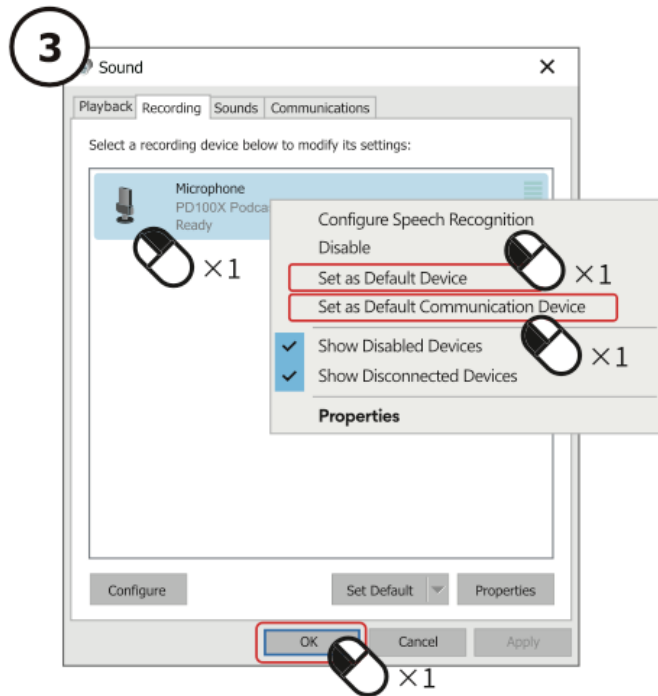 3
Sound
Playback Recording Sounds Communications
Select a recording device below to modify its settings:
Microphone
PD100X
Ready
×1
Configure Speech Recognition
Disable
Set as Default Device
×1
Set as Default Communication Device
×1
Show Disabled Devices
Show Disconnected Devices
Properties
Configure
Set Default
Properties
OK
Cancel
Apply
×1